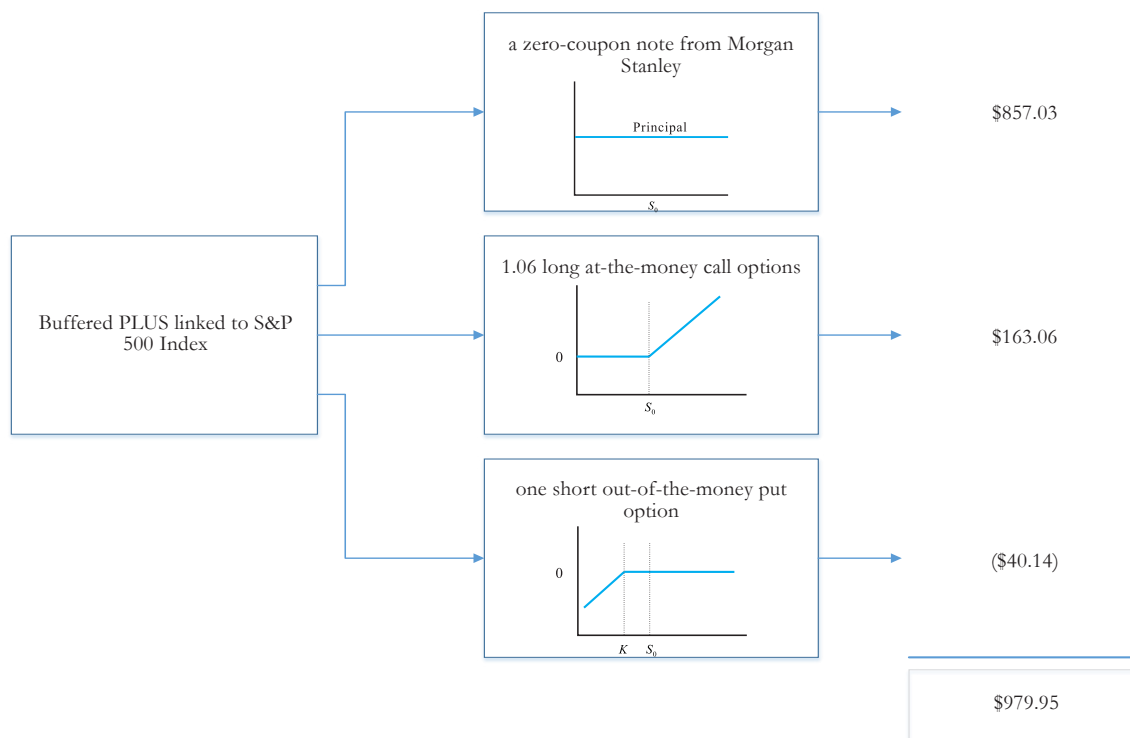 a zero-coupon note from Morgan
Stanley
Principal
S₀
$857.03
Buffered PLUS linked to S&P
500 Index
1.06 long at-the-money call options
0
S₀
$163.06
one short out-of-the-money put
option
0
K S₀
($40.14)
$979.95